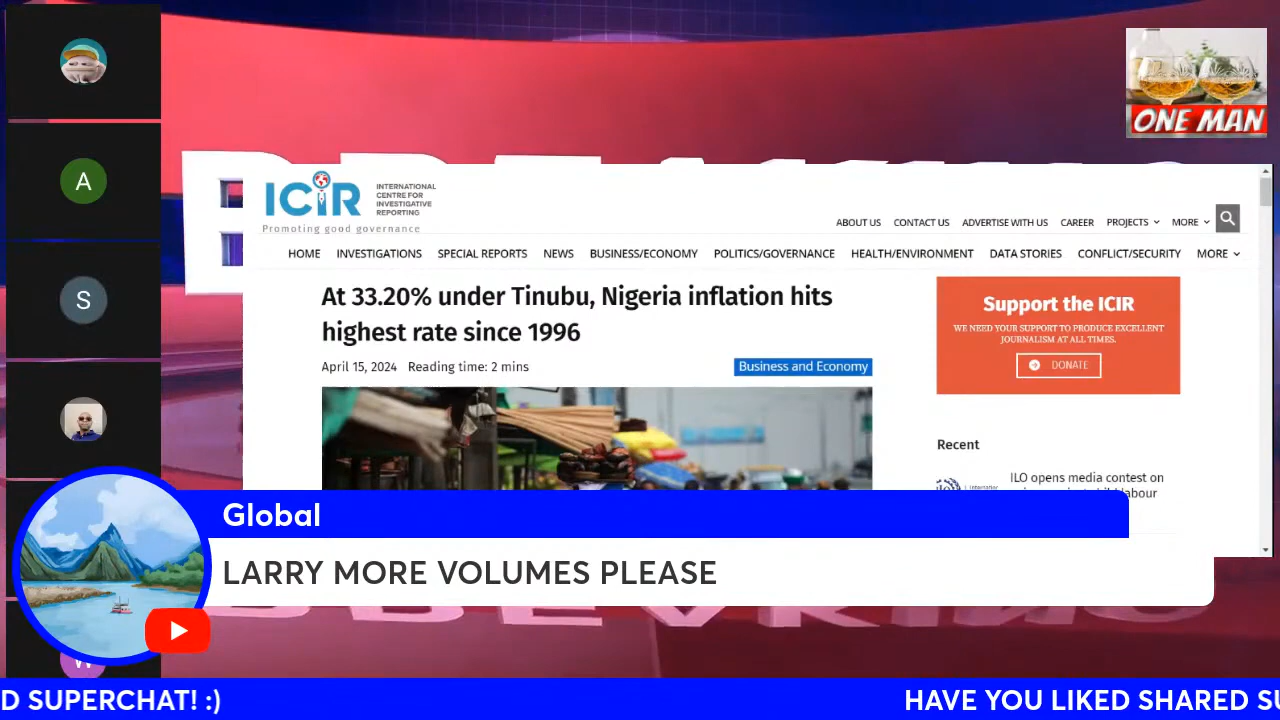 ONE MAN
A
S
ICIR
INTERNATIONAL
CENTRE FOR
INVESTIGATIVE
REPORTING
Promoting good governance
ABOUT US CONTACT US ADVERTISE WITH US CAREER PROJECTS MORE
HOME INVESTIGATIONS SPECIAL REPORTS NEWS BUSINESS/ECONOMY POLITICS/GOVERNANCE HEALTH/ENVIRONMENT DATA STORIES CONFLICT/SECURITY MORE
At 33.20% under Tinubu, Nigeria inflation hits
highest rate since 1996
April 15, 2024 Reading time: 2 mins
Business and Economy
Support the ICIR
WE NEED YOUR SUPPORT TO PRODUCE EXCELLENT
JOURNALISM AT ALL TIMES.
DONATE
Recent
ILO opens media contest on
Global
LARRY MORE VOLUMES PLEASE
D SUPERCHAT! :) HAVE YOU LIKED SHARED SU